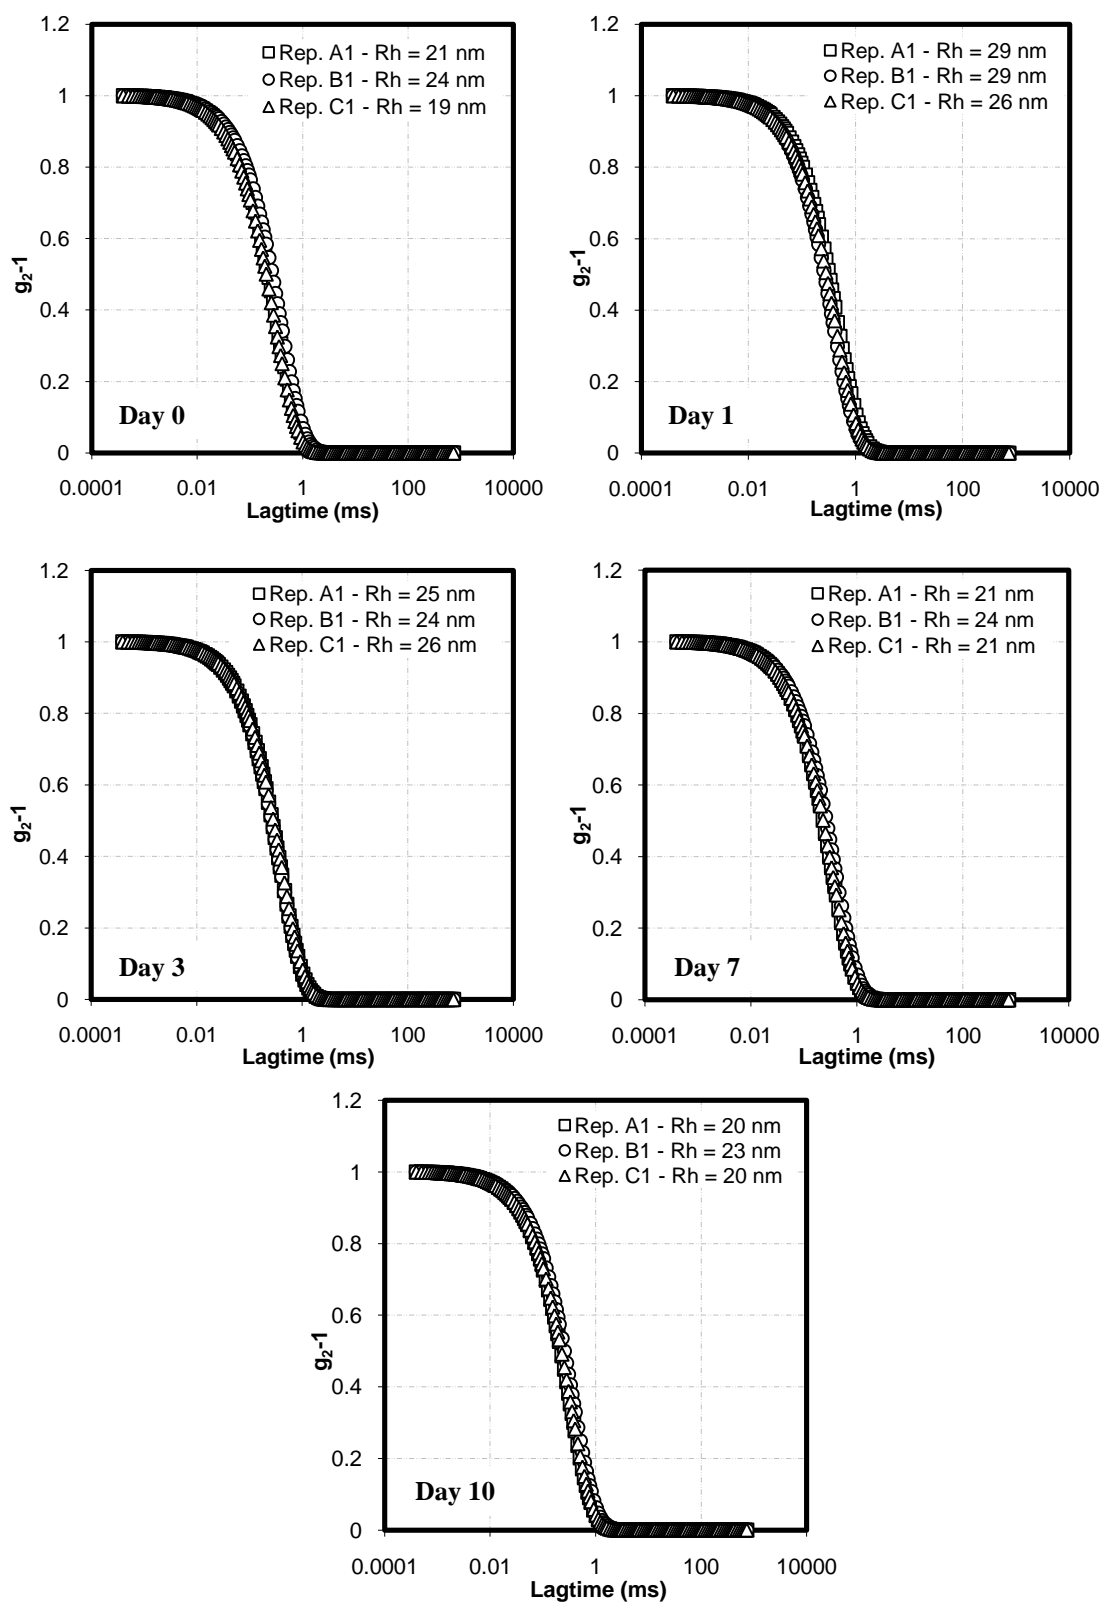 1.2
1
0.8
0.6
0.4
0.2
0
g₂-1
□ Rep. A1 - Rh = 21 nm
○ Rep. B1 - Rh = 24 nm
△ Rep. C1 - Rh = 19 nm
Day 0
0.0001 0.01 1 100 10000
Lagtime (ms)
1.2
1
0.8
0.6
0.4
0.2
0
g₂-1
□ Rep. A1 - Rh = 29 nm
○ Rep. B1 - Rh = 29 nm
△ Rep. C1 - Rh = 26 nm
Day 1
0.0001 0.01 1 100 10000
Lagtime (ms)
1.2
1
0.8
0.6
0.4
0.2
0
g₂-1
□ Rep. A1 - Rh = 25 nm
○ Rep. B1 - Rh = 24 nm
△ Rep. C1 - Rh = 26 nm
Day 3
0.0001 0.01 1 100 10000
Lagtime (ms)
1.2
1
0.8
0.6
0.4
0.2
0
g₂-1
□ Rep. A1 - Rh = 21 nm
○ Rep. B1 - Rh = 24 nm
△ Rep. C1 - Rh = 21 nm
Day 7
0.0001 0.01 1 100 10000
Lagtime (ms)
1.2
1
0.8
0.6
0.4
0.2
0
g₂-1
□ Rep. A1 - Rh = 20 nm
○ Rep. B1 - Rh = 23 nm
△ Rep. C1 - Rh = 20 nm
Day 10
0.0001 0.01 1 100 10000
Lagtime (ms)